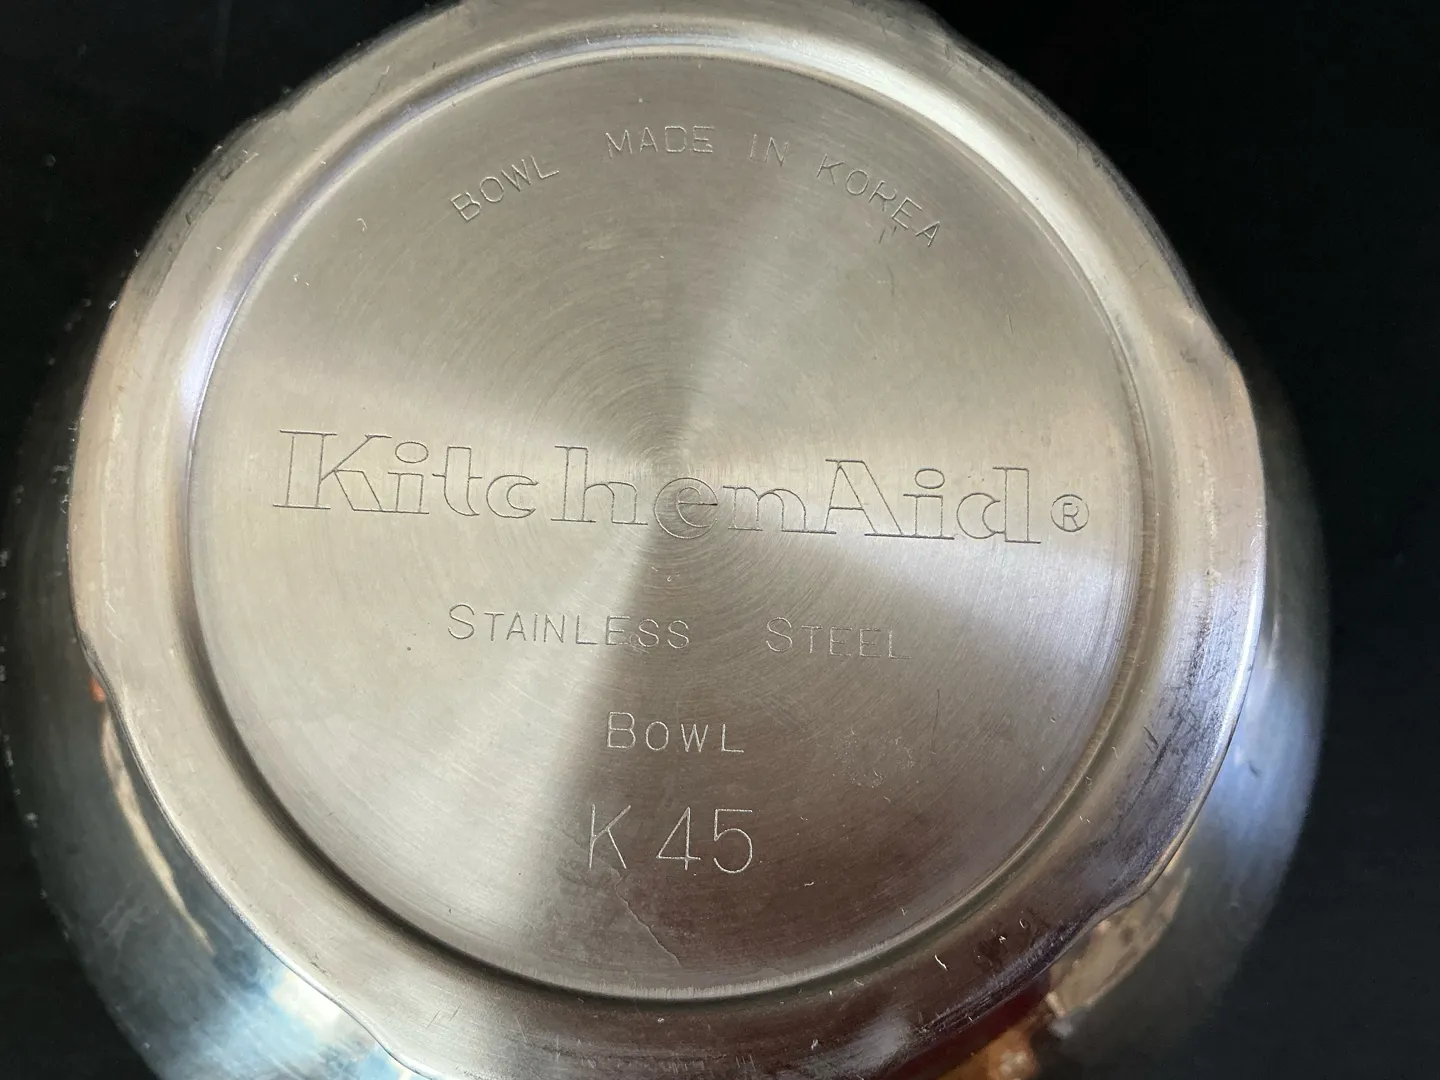 BOWL MADE IN KOREA
KitchenAid®
STAINLESS STEEL
BOWL
K45